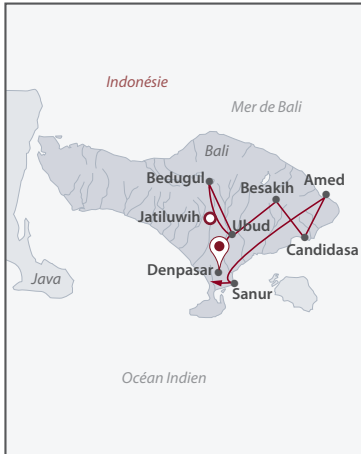 Indonésie
Mer de Bali
Bali
Bedugul
Besakih
Amed
Jatiluwih
Ubud
Candidasa
Denpasar
Java
Sanur
Océan Indien